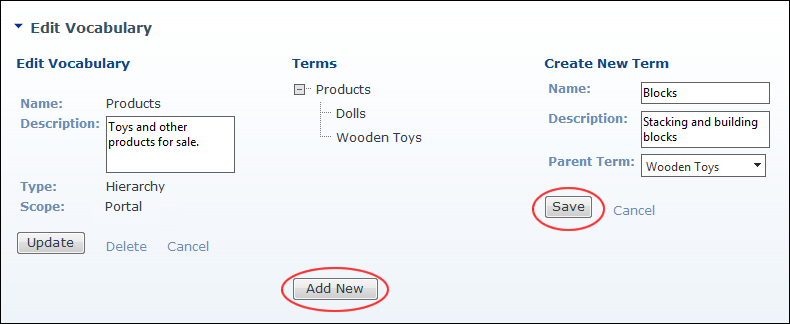 Edit Vocabulary
Edit Vocabulary
Name: Products
Description: Toys and other
products for sale.
Type: Hierarchy
Scope: Portal
Update Delete Cancel
Terms
Products
Dolls
Wooden Toys
Add New
Create New Term
Name: Blocks
Description: Stacking and building
blocks
Parent Term: Wooden Toys
Save Cancel